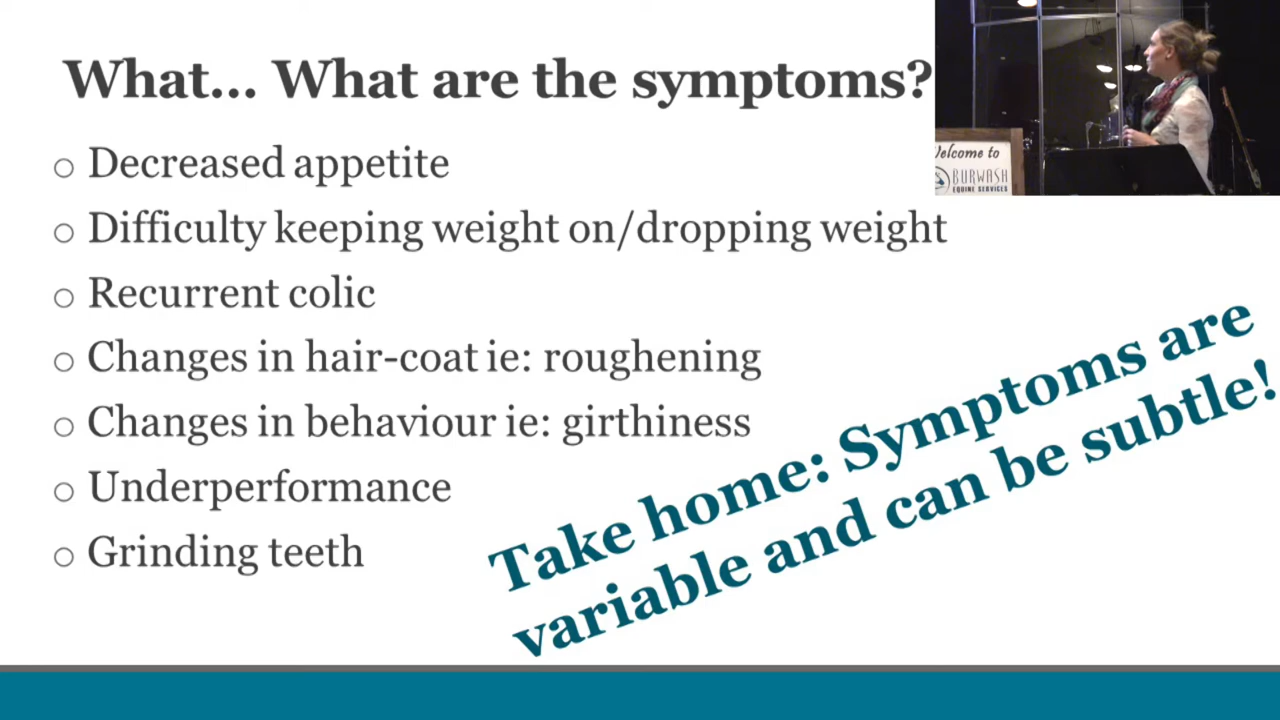 What... What are the symptoms?
Decreased appetite
Difficulty keeping weight on/dropping weight
Recurrent colic
Changes in hair-coat ie: roughening
Changes in behaviour ie: girthiness
Underperformance
Grinding teeth
Take home: Symptoms are
variable and can be subtle!
Welcome to
BURWASH
EQUINE SERVICES